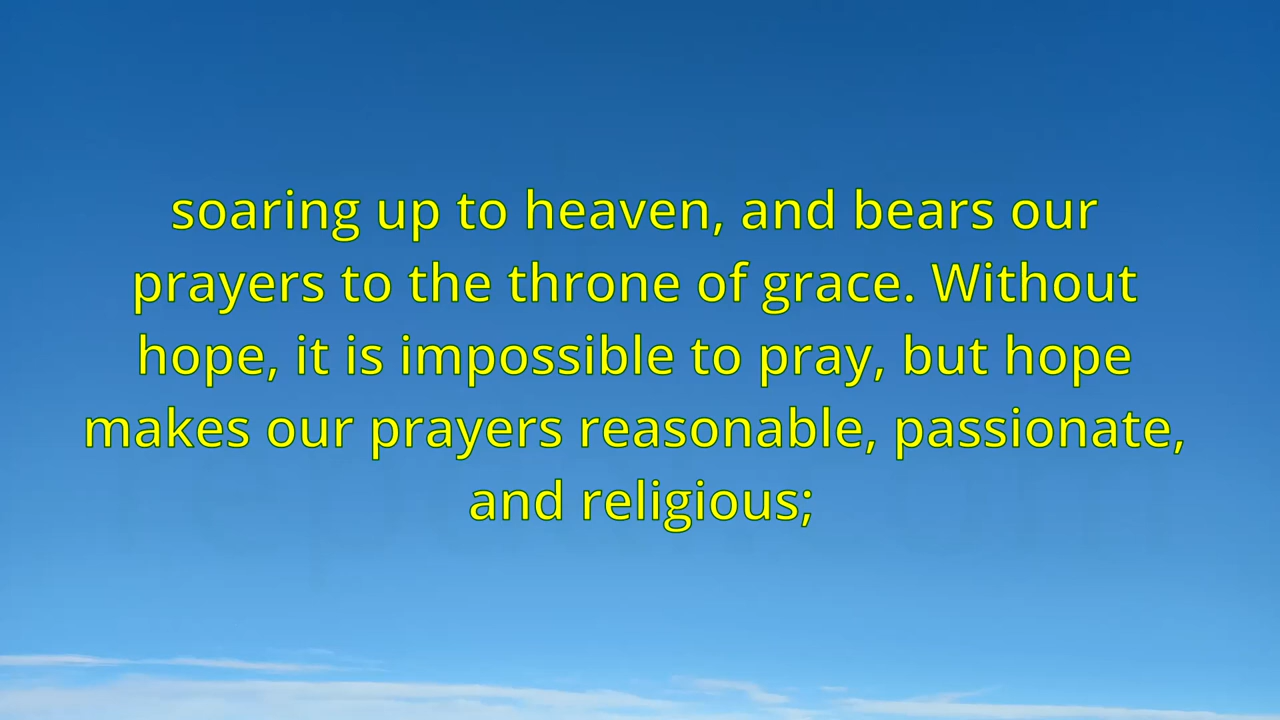 soaring up to heaven, and bears our
prayers to the throne of grace. Without
hope, it is impossible to pray, but hope
makes our prayers reasonable, passionate,
and religious;